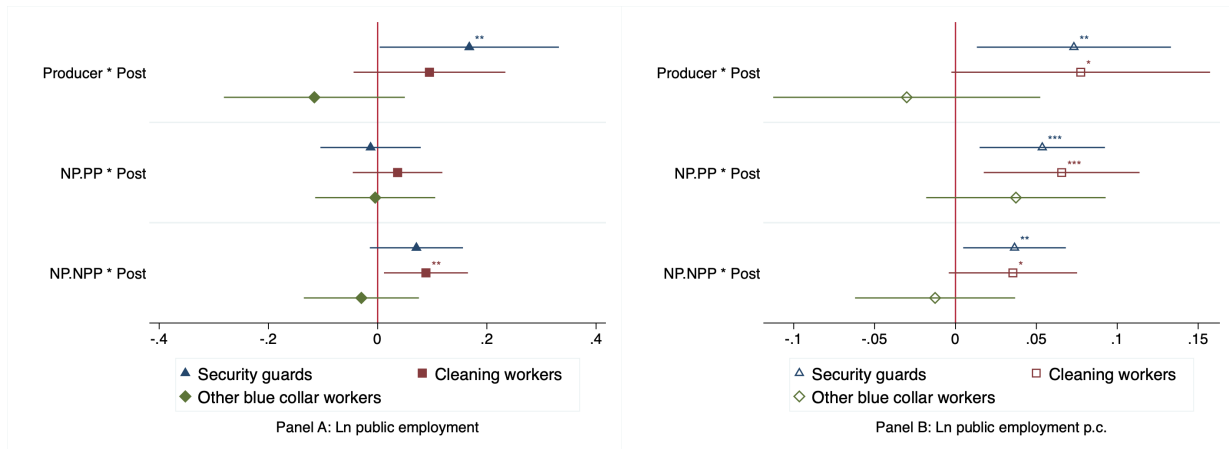 **
Producer * Post
NP.PP * Post
NP.NPP * Post
**
-.4 -.2 0 .2 .4
Security guards Cleaning workers
Other blue collar workers
Panel A: Ln public employment
**
Producer * Post
*
***
NP.PP * Post
***
**
NP.NPP * Post
*
-.1 -.05 0 .05 .1 .15
Security guards Cleaning workers
Other blue collar workers
Panel B: Ln public employment p.c.